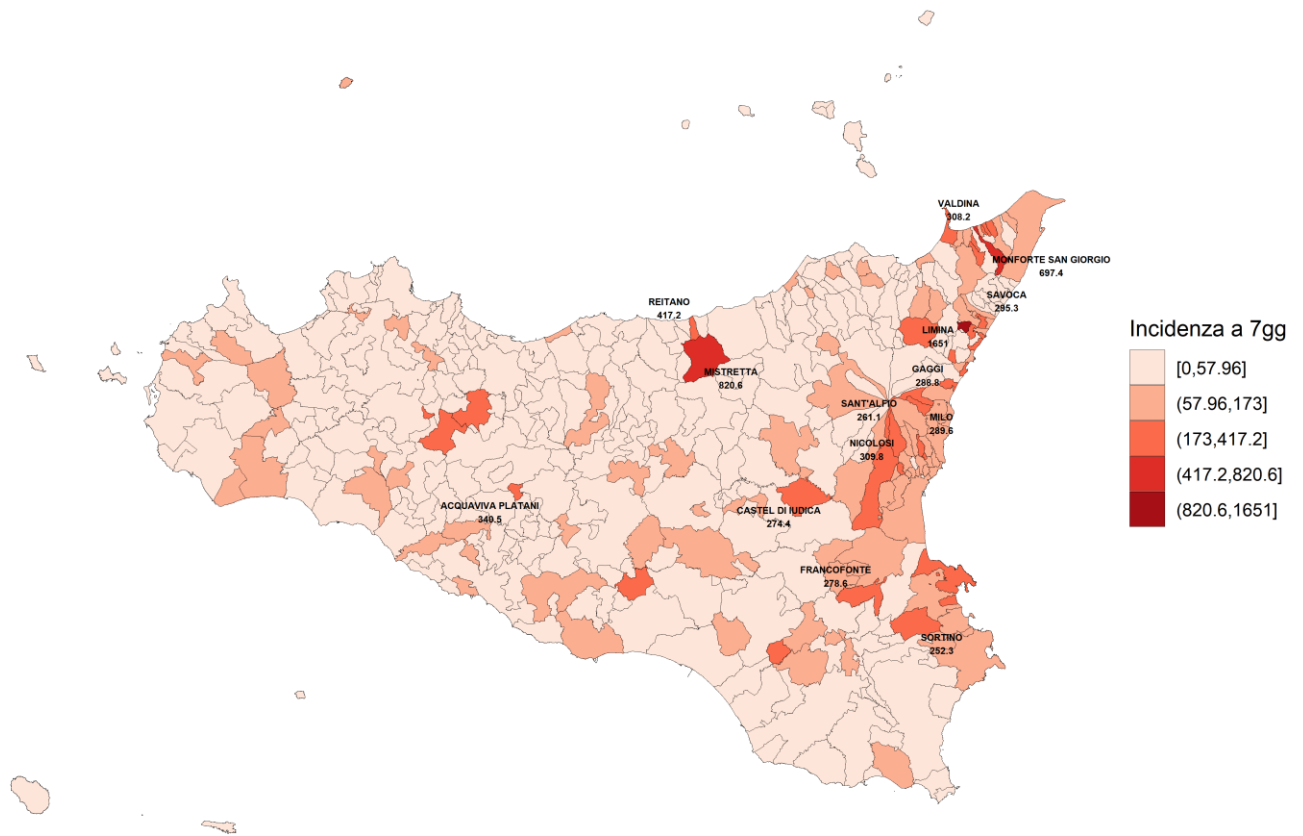 VALDINA
308.2
MONFORTE SAN GIORGIO
697.4
SAVOCA
295.3
REITANO
417.2
LIMINA
1651
Incidenza a 7gg
[0,57.96]
(57.96,173]
(173,417.2]
(417.2,820.6]
(820.6,1651]
MISTRETTA
820.6
GAGGI
288.8
SANT'ALFIO
261.1
MILO
289.6
NICOLOSI
309.8
ACQUAVIVA PLATANI
340.5
CASTEL DI IUDICA
274.4
FRANCOFONTE
278.6
SORTINO
252.3